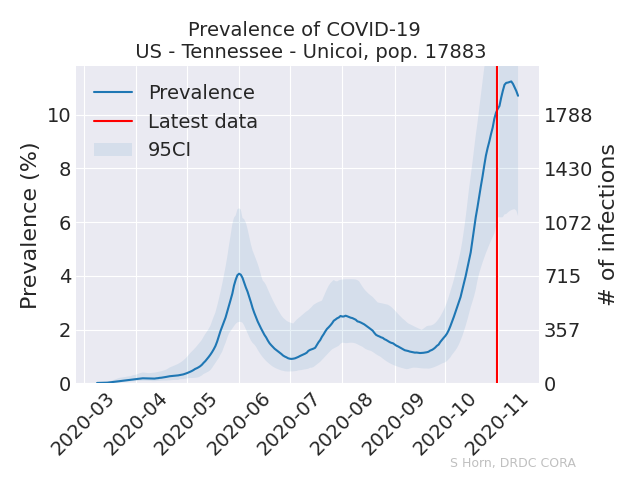 Prevalence of COVID-19
US - Tennessee - Unicoi, pop. 17883
Prevalence
Latest data
95CI
Prevalence (%)
10
8
6
4
2
0
1788
1430
1072
715
357
0
# of infections
2020-03
2020-04
2020-05
2020-06
2020-07
2020-08
2020-09
2020-10
2020-11
S Horn, DRDC CORA